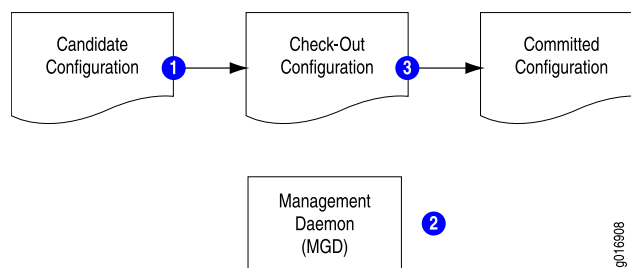 Candidate
Configuration
1
Check-Out
Configuration
3
Committed
Configuration
Management
Daemon
(MGD)
2
g016908